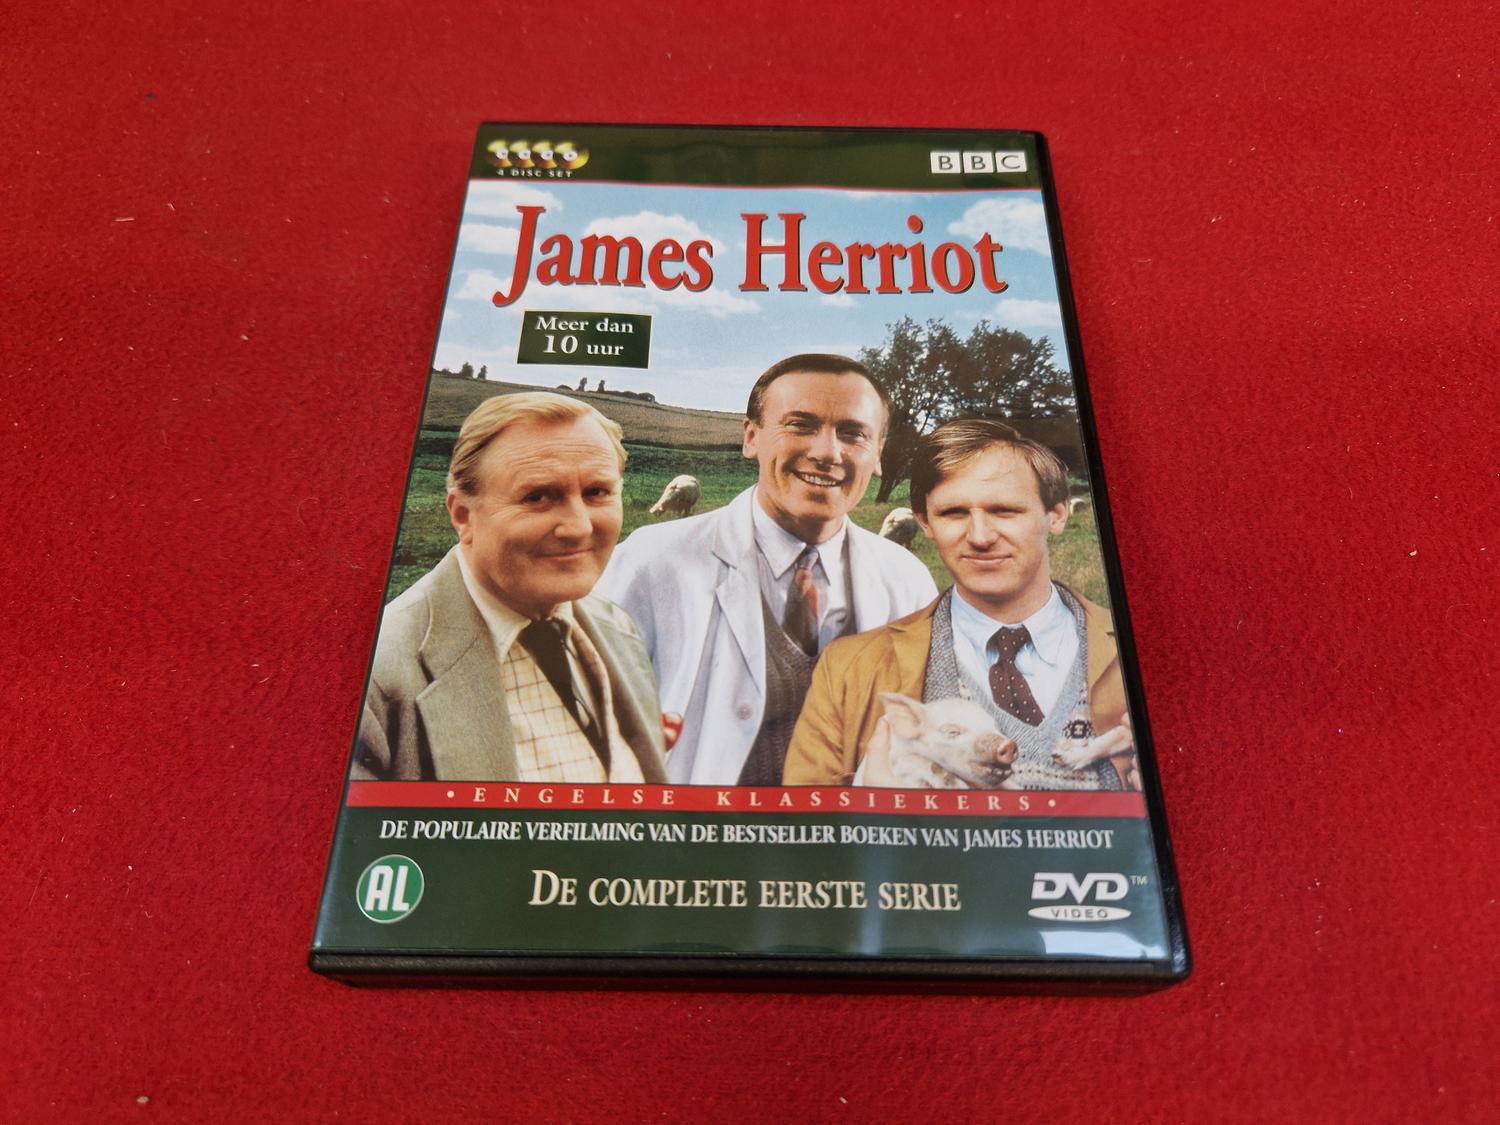 4 DISC SET
BBC
James Herriot
Meer dan
10 uur
• ENGELSE KLASSIEKERS •
DE POPULAIRE VERFILMING VAN DE BESTSELLER BOEKEN VAN JAMES HERRIOT
AL
DE COMPLETE EERSTE SERIE
DVD™
VIDEO